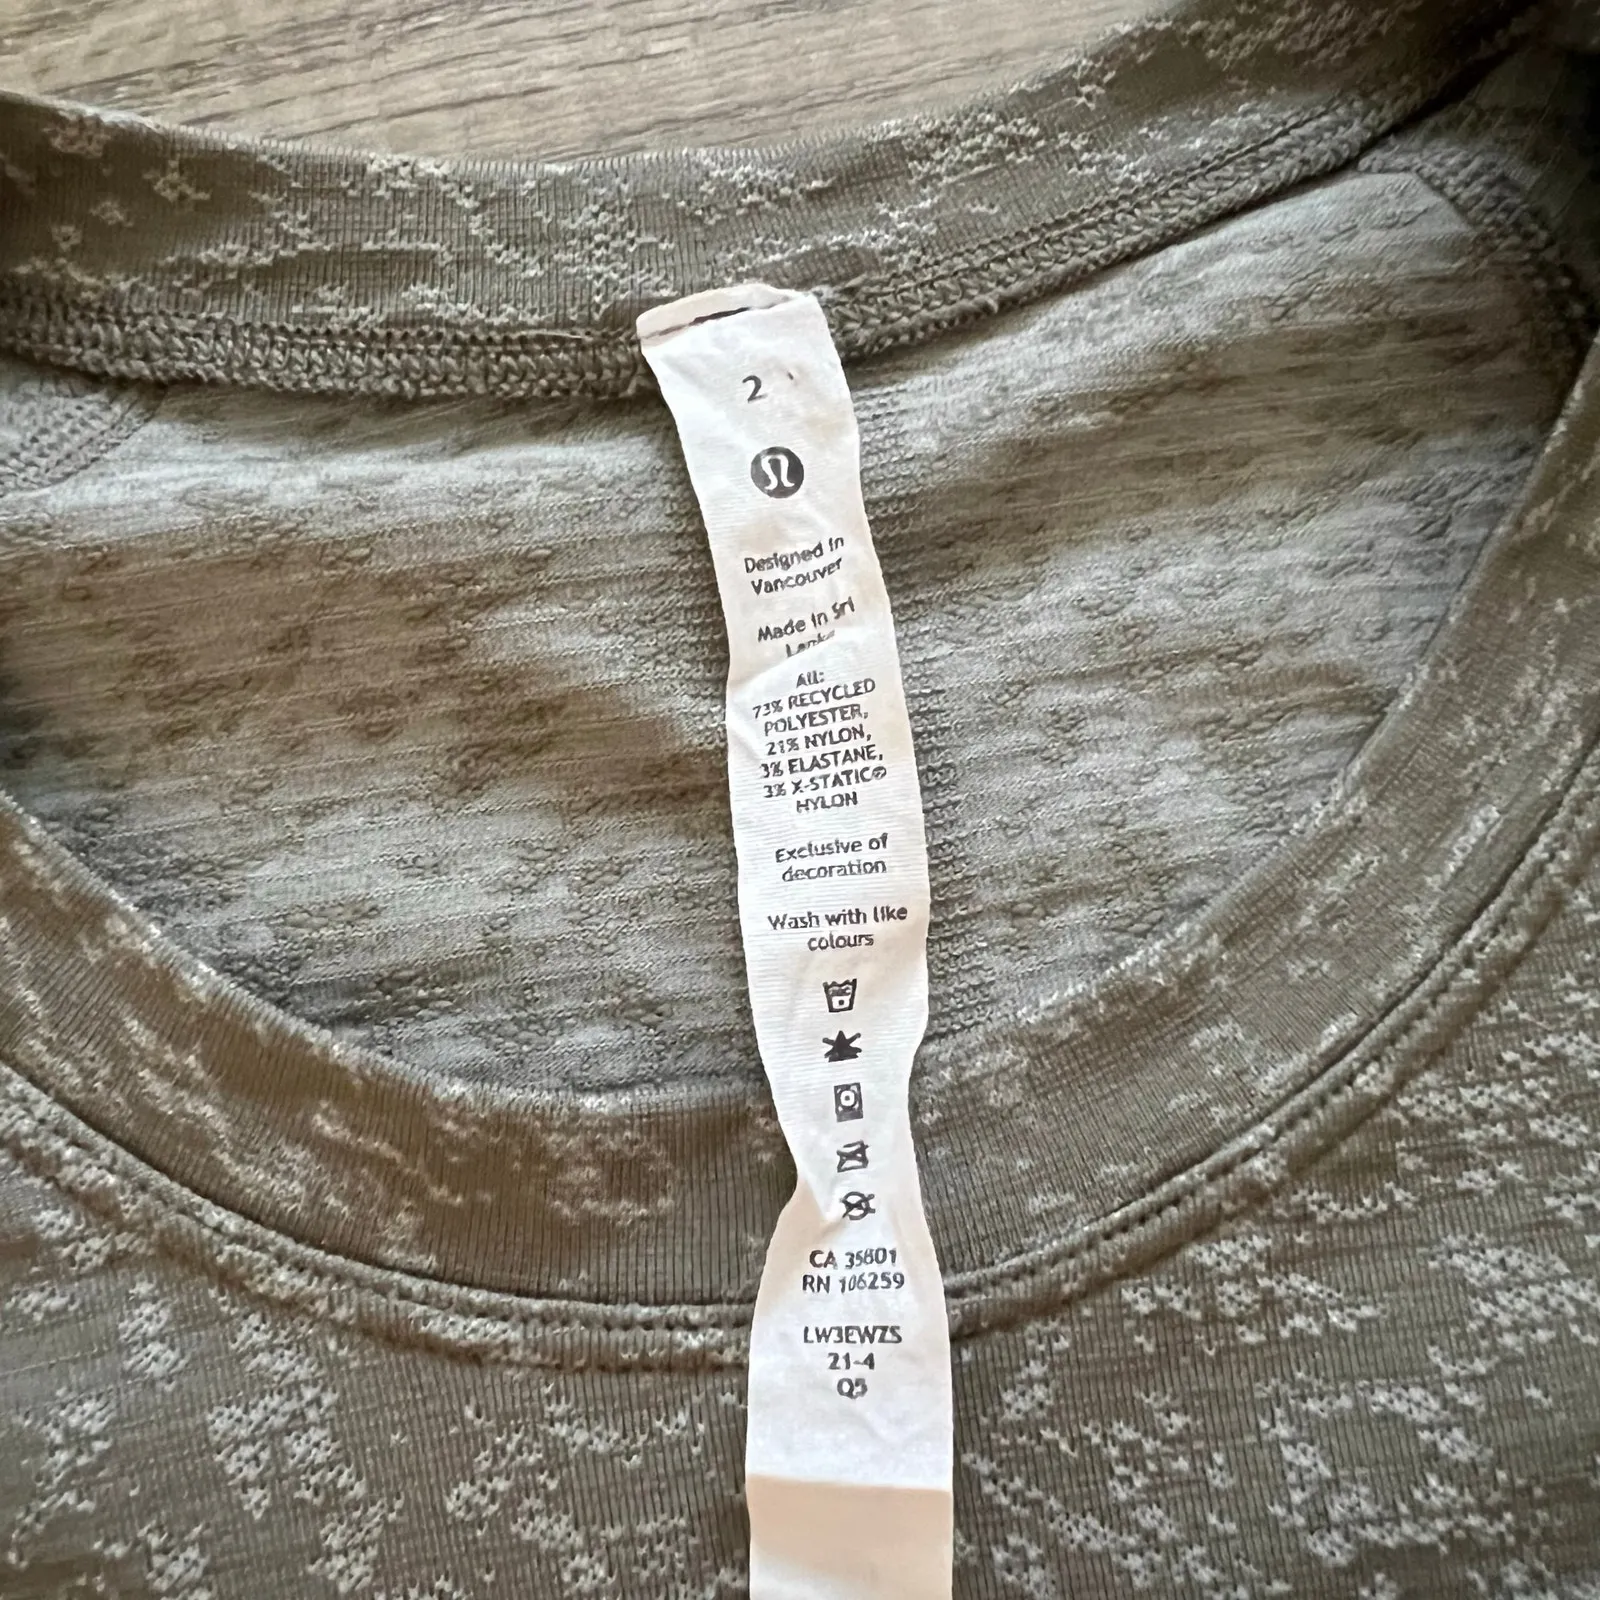 2
Designed in
Vancouver
Made in Sri
Lanka
All:
73% RECYCLED
POLYESTER,
21% NYLON,
3% ELASTANE,
3% X-STATIC®
NYLON
Exclusive of
decoration
Wash with like
colours
CA 35801
RN 106259
LW3EWZS
21-4
Q5